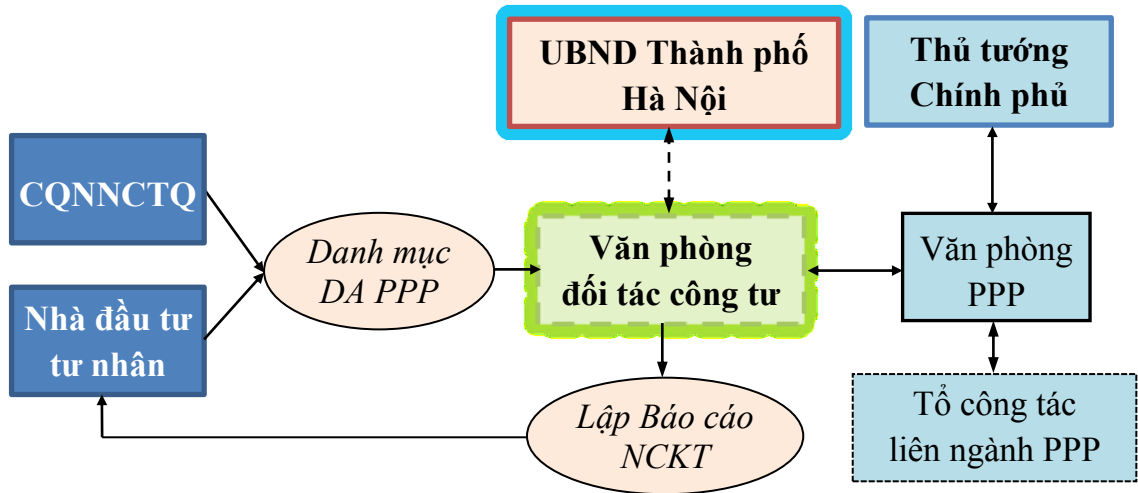 UBND Thành phố
Hà Nội
Thủ tướng
Chính phủ
CQNNCTQ
Danh mục
DA PPP
Văn phòng
đối tác công tư
Văn phòng
PPP
Nhà đầu tư
tư nhân
Lập Báo cáo
NCKT
Tổ công tác
liên ngành PPP